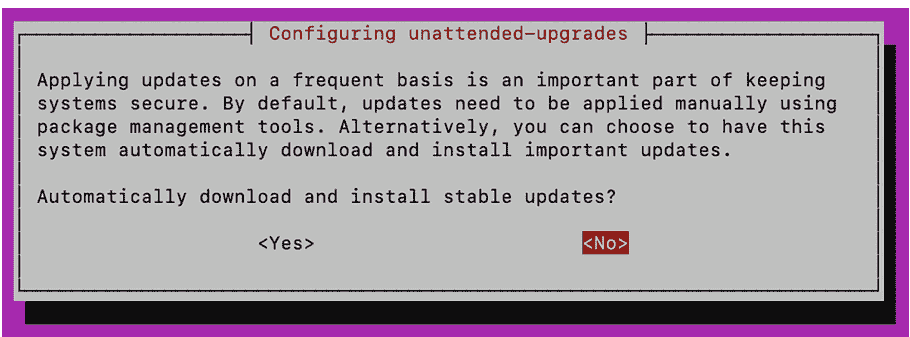 Configuring unattended-upgrades
Applying updates on a frequent basis is an important part of keeping
systems secure. By default, updates need to be applied manually using
package management tools. Alternatively, you can choose to have this
system automatically download and install important updates.
Automatically download and install stable updates?
<Yes> <No>